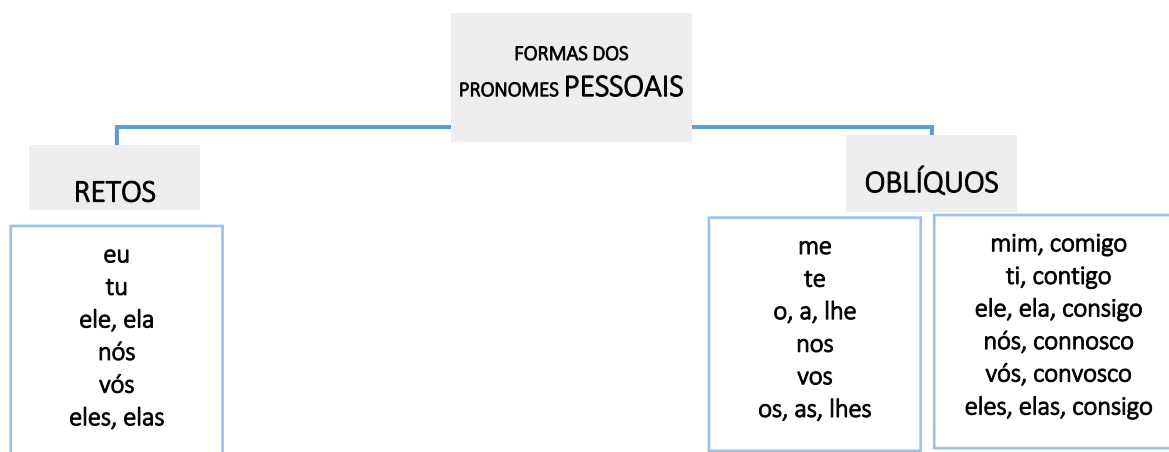 FORMAS DOS
PRONOMES PESSOAIS
RETOS
eu
tu
ele, ela
nós
vós
eles, elas
OBLÍQUOS
me
te
o, a, lhe
nos
vos
os, as, lhes
mim, comigo
ti, contigo
ele, ela, consigo
nós, connosco
vós, convosco
eles, elas, consigo